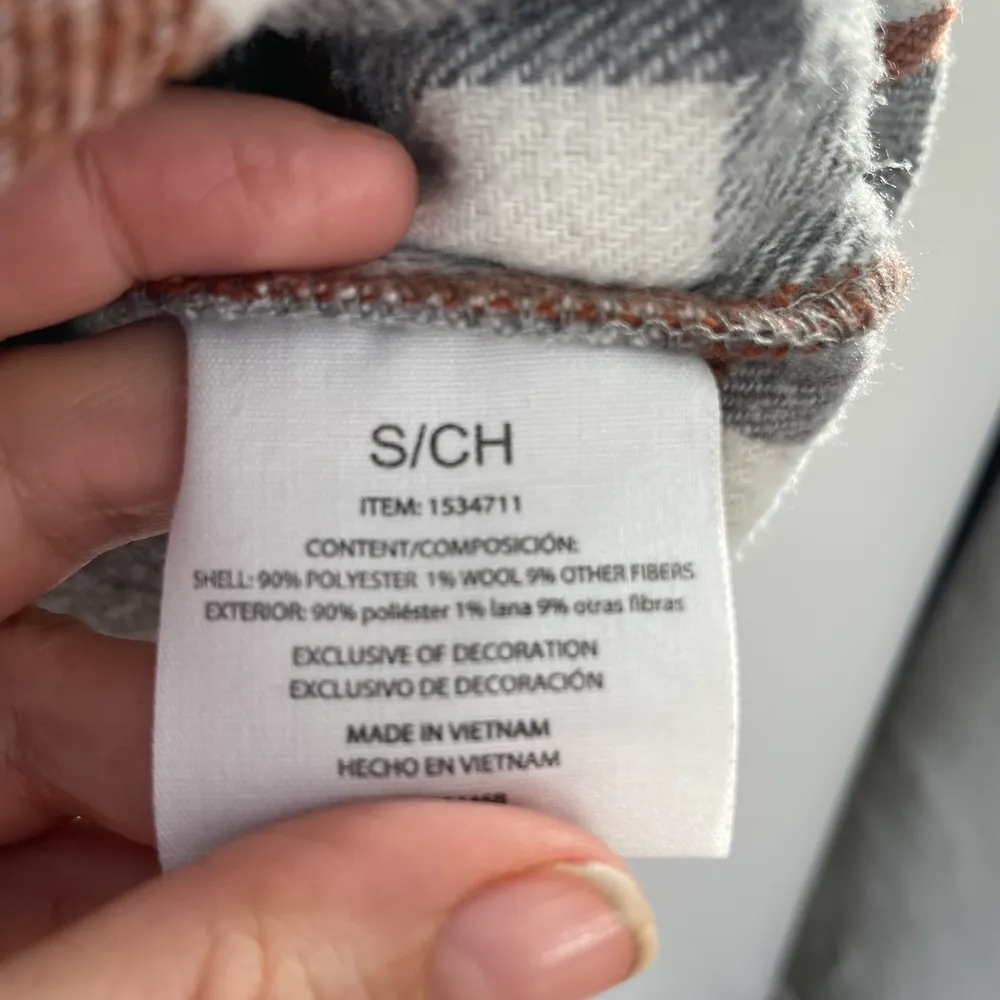 S/CH
ITEM: 1534711
CONTENT/COMPOSICIÓN:
SHELL: 90% POLYESTER 1% WOOL 9% OTHER FIBERS
EXTERIOR: 90% poliéster 1% lana 9% otras fibras
EXCLUSIVE OF DECORATION
EXCLUSIVO DE DECORACIÓN
MADE IN VIETNAM
HECHO EN VIETNAM